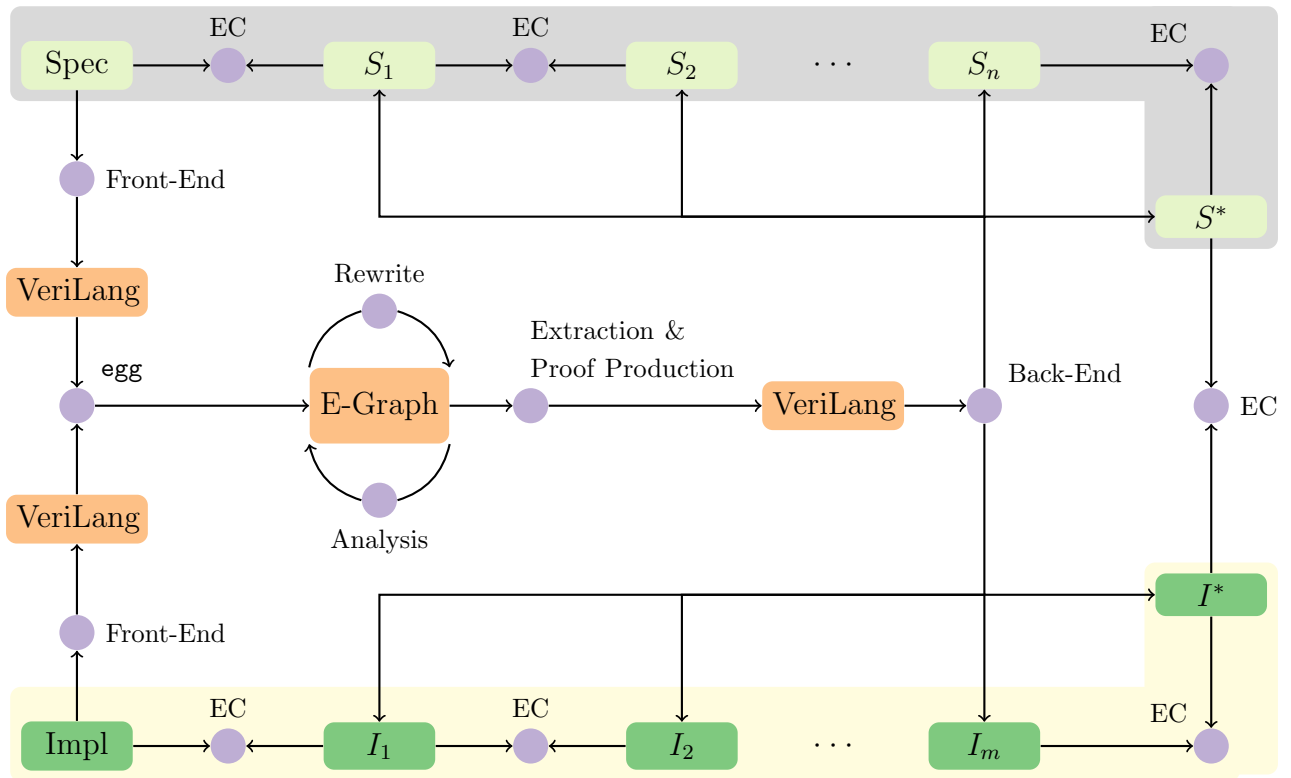 EC
EC
EC
Spec
S₁
S₂
···
Sₙ
Front-End
S*
Rewrite
VeriLang
Extraction &
Proof Production
egg
Back-End
E-Graph
VeriLang
EC
VeriLang
Analysis
I*
Front-End
EC
EC
EC
Impl
I₁
I₂
···
Iₘ